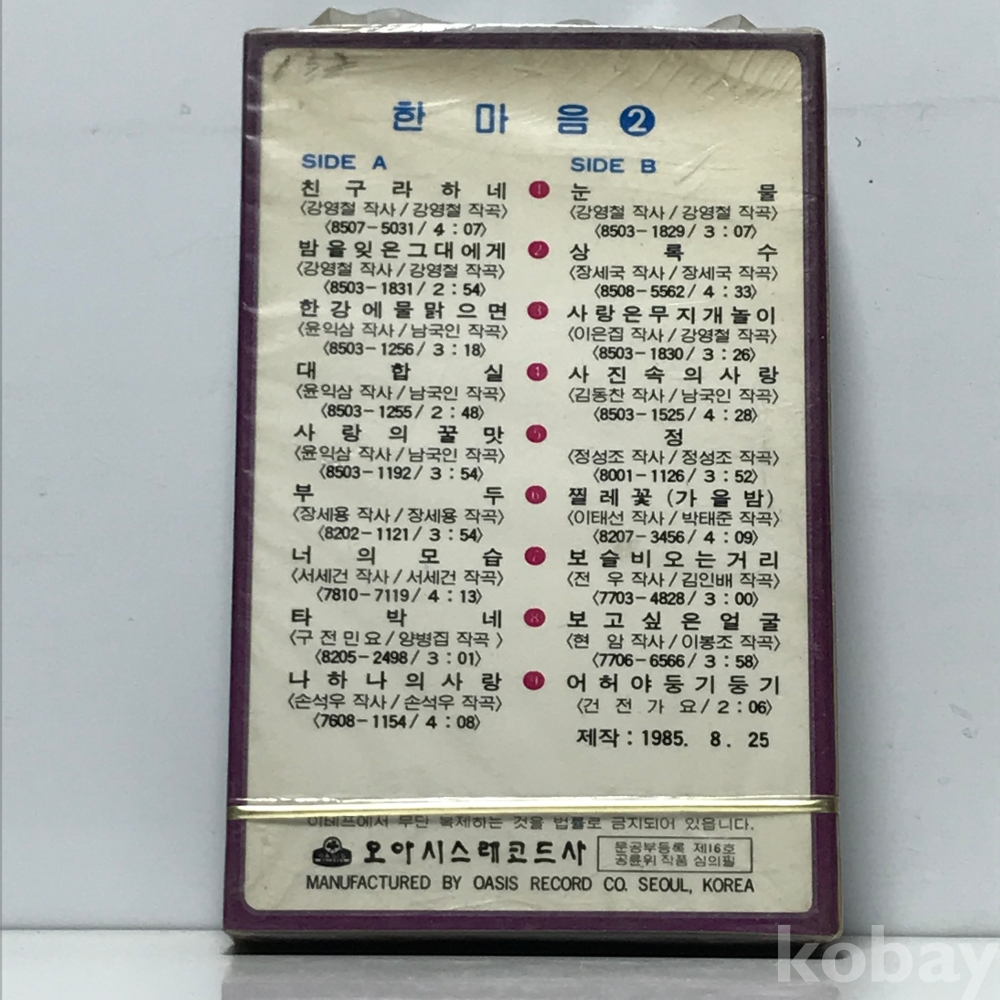 132
한 마 음 ❷
SIDE A
친 구 라 하 네
〈강영철 작사/강영철 작곡〉
〈8507-5031/4:07〉
밤을잊은그대에게
〈강영철 작사/강영철 작곡〉
〈8503-1831/2:54〉
한강에물맑으면
〈윤익삼 작사/남국인 작곡〉
〈8503-1256/3:18〉
대 합 실
〈윤익삼 작사/남국인 작곡〉
〈8503-1255/2:48〉
사 랑 의 꿀 맛
〈윤익삼 작사/남국인 작곡〉
〈8503-1192/3:54〉
부 두
〈장세용 작사/장세용 작곡〉
〈8202-1121/3:54〉
너 의 모 습
〈서세건 작사/서세건 작곡〉
〈7810-7119/4:13〉
타 박 네
〈구전민요/양병집 작곡〉
〈8205-2498/3:01〉
나 하 나 의 사 랑
〈손석우 작사/손석우 작곡〉
〈7608-1154/4:08〉
1
2
3
4
5
6
7
8
9
SIDE B
눈 물
〈강영철 작사/강영철 작곡〉
〈8503-1829/3:07〉
상 록 수
〈장세국 작사/장세국 작곡〉
〈8508-5562/4:33〉
사랑은무지개놀이
〈이은집 작사/강영철 작곡〉
〈8503-1830/3:26〉
사 진 속 의 사 랑
〈김동찬 작사/남국인 작곡〉
〈8503-1525/4:28〉
정
〈정성조 작사/정성조 작곡〉
〈8001-1126/3:52〉
찔레꽃(가을밤)
〈이태선 작사/박태준 작곡〉
〈8207-3456/4:09〉
보슬비오는거리
〈전 우 작사/김인배 작곡〉
〈7703-4828/3:00〉
보 고 싶 은 얼 굴
〈현 암 작사/이봉조 작곡〉
〈7706-6566/3:58〉
어허야둥기둥기
〈건 전 가 요/2:06〉
제작:1985. 8. 25
이테프에서 무단 복제하는 것을 법률로 금지되어 있읍니다.
오아시스레코드사
문공부등록 제16호
공륜위 작품 심의필
MANUFACTURED BY OASIS RECORD CO. SEOUL, KOREA
kobay